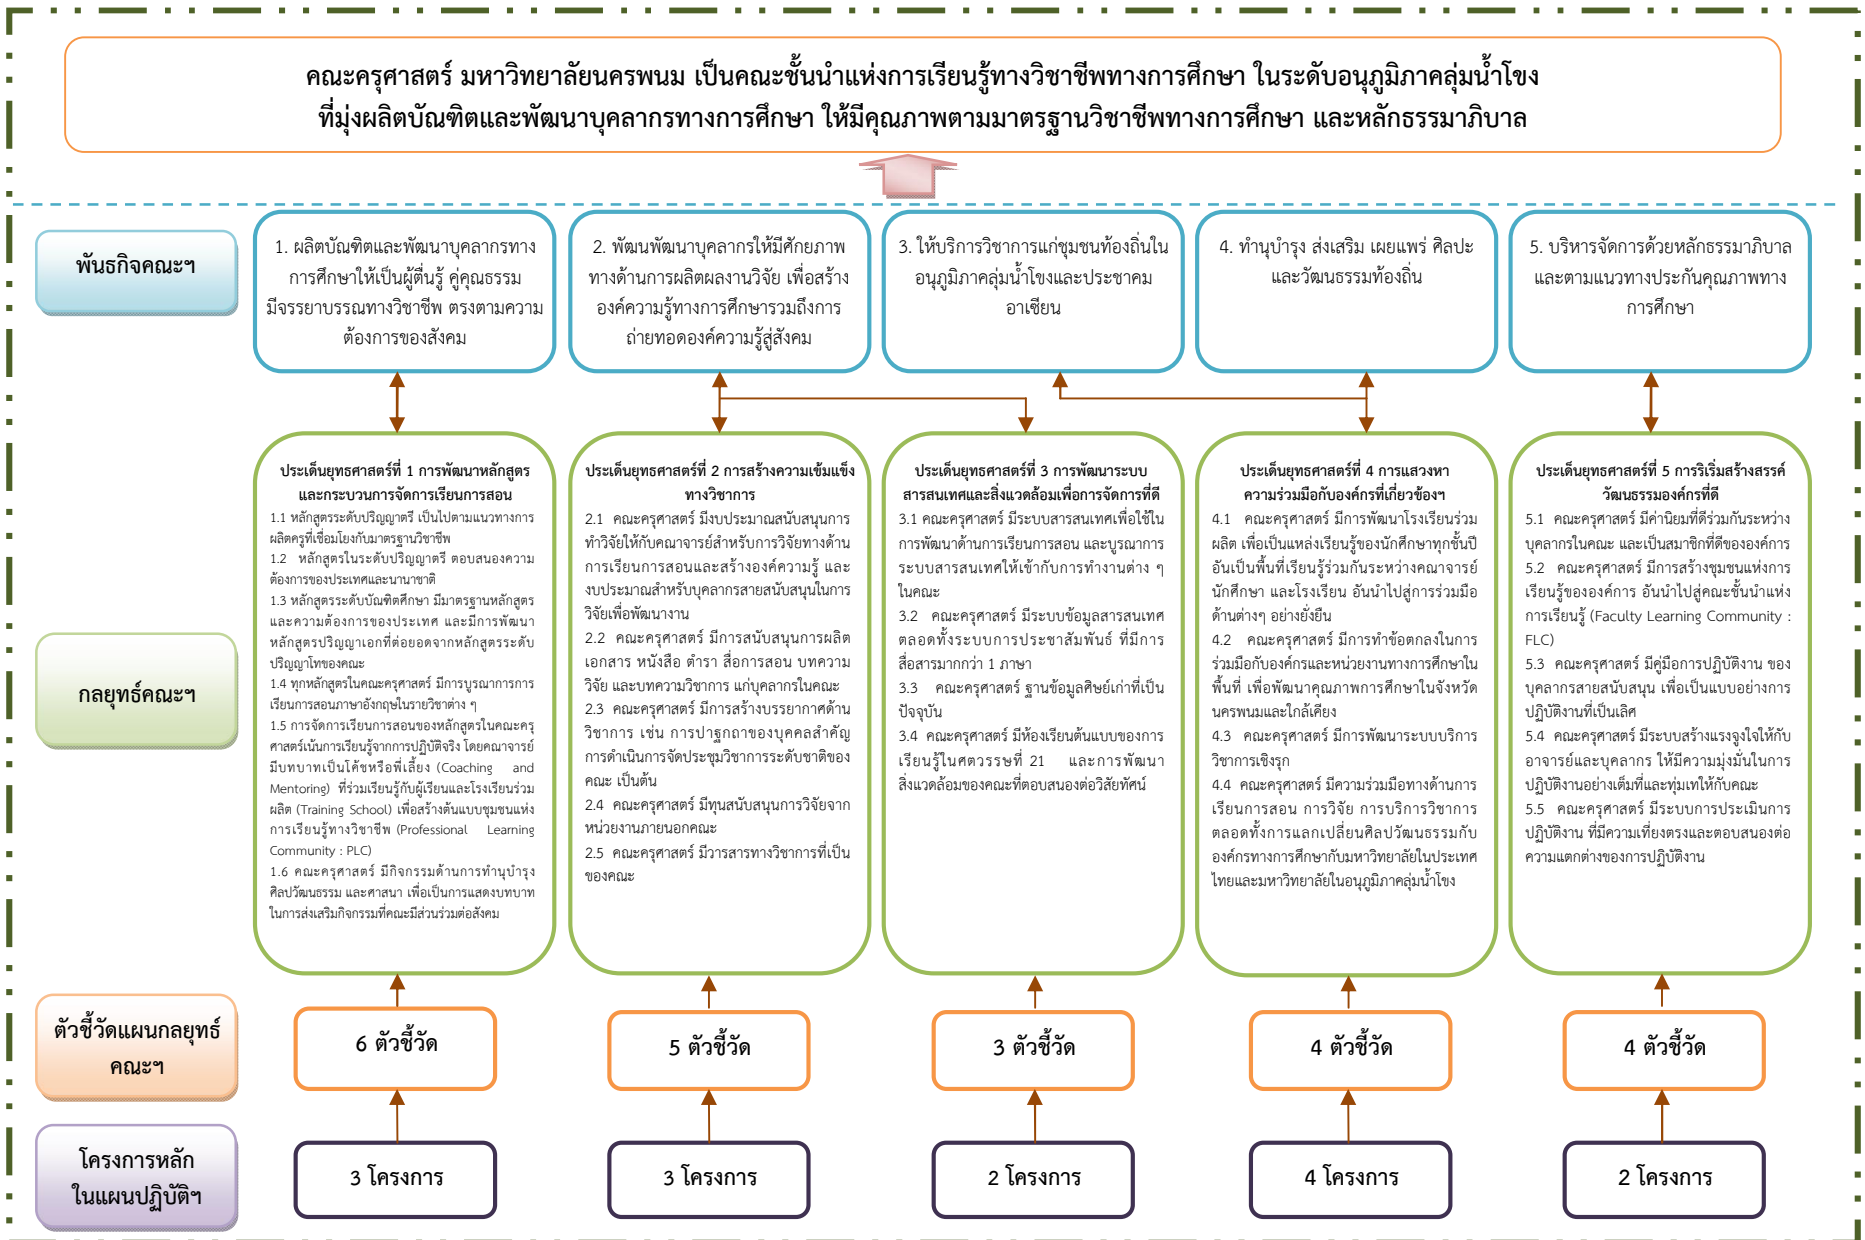 คณะครุศาสตร์ มหาวิทยาลัยนครพนม เป็นคณะชั้นนำแห่งการเรียนรู้ทางวิชาชีพทางการศึกษา ในระดับอนุภูมิภาคลุ่มน้ำโขง
ที่มุ่งผลิตบัณฑิตและพัฒนาบุคลากรทางการศึกษา ให้มีคุณภาพตามมาตรฐานวิชาชีพทางการศึกษา และหลักธรรมาภิบาล
พันธกิจคณะฯ
1. ผลิตบัณฑิตและพัฒนาบุคลากรทาง
การศึกษาให้เป็นผู้ตื่นรู้ คู่คุณธรรม
มีจรรยาบรรณทางวิชาชีพ ตรงตามความ
ต้องการของสังคม
2. พัฒนพัฒนาบุคลากรให้มีศักยภาพ
ทางด้านการผลิตผลงานวิจัย เพื่อสร้าง
องค์ความรู้ทางการศึกษารวมถึงการ
ถ่ายทอดองค์ความรู้สู่สังคม
3. ให้บริการวิชาการแก่ชุมชนท้องถิ่นใน
อนุภูมิภาคลุ่มน้ำโขงและประชาคม
อาเซียน
4. ทำนุบำรุง ส่งเสริม เผยแพร่ ศิลปะ
และวัฒนธรรมท้องถิ่น
5. บริหารจัดการด้วยหลักธรรมาภิบาล
และตามแนวทางประกันคุณภาพทาง
การศึกษา
กลยุทธ์คณะฯ
ประเด็นยุทธศาสตร์ที่ 1 การพัฒนาหลักสูตร
และกระบวนการจัดการเรียนการสอน
1.1 หลักสูตรระดับปริญญาตรี เป็นไปตามแนวทางการ
ผลิตครูที่เชื่อมโยงกับมาตรฐานวิชาชีพ
1.2 หลักสูตรในระดับปริญญาตรี ตอบสนองความ
ต้องการของประเทศและนานาชาติ
1.3 หลักสูตรระดับบัณฑิตศึกษา มีมาตรฐานหลักสูตร
และความต้องการของประเทศ และมีการพัฒนา
หลักสูตรปริญญาเอกที่ต่อยอดจากหลักสูตรระดับ
ปริญญาโทของคณะ
1.4 ทุกหลักสูตรในคณะครุศาสตร์ มีการบูรณาการการ
เรียนการสอนภาษาอังกฤษในรายวิชาต่าง ๆ
1.5 การจัดการเรียนการสอนของหลักสูตรในคณะครุ
ศาสตร์เน้นการเรียนรู้จากการปฏิบัติจริง โดยคณาจารย์
มีบทบาทเป็นโค้ชหรือพี่เลี้ยง (Coaching and
Mentoring) ที่ร่วมเรียนรู้กับผู้เรียนและโรงเรียนร่วม
ผลิต (Training School) เพื่อสร้างต้นแบบชุมชนแห่ง
การเรียนรู้ทางวิชาชีพ (Professional Learning
Community : PLC)
1.6 คณะครุศาสตร์ มีกิจกรรมด้านการทำนุบำรุง
ศิลปวัฒนธรรม และศาสนา เพื่อเป็นการแสดงบทบาท
ในการส่งเสริมกิจกรรมที่คณะมีส่วนร่วมต่อสังคม
ประเด็นยุทธศาสตร์ที่ 2 การสร้างความเข้มแข็ง
ทางวิชาการ
2.1 คณะครุศาสตร์ มีงบประมาณสนับสนุนการ
ทำวิจัยให้กับคณาจารย์สำหรับการวิจัยทางด้าน
การเรียนการสอนและสร้างองค์ความรู้ และ
งบประมาณสำหรับบุคลากรสายสนับสนุนในการ
วิจัยเพื่อพัฒนางาน
2.2 คณะครุศาสตร์ มีการสนับสนุนการผลิต
เอกสาร หนังสือ ตำรา สื่อการสอน บทความ
วิจัย และบทความวิชาการ แก่บุคลากรในคณะ
2.3 คณะครุศาสตร์ มีการสร้างบรรยากาศด้าน
วิชาการ เช่น การปาฐกถาของบุคคลสำคัญ
การดำเนินการจัดประชุมวิชาการระดับชาติของ
คณะ เป็นต้น
2.4 คณะครุศาสตร์ มีทุนสนับสนุนการวิจัยจาก
หน่วยงานภายนอกคณะ
2.5 คณะครุศาสตร์ มีวารสารทางวิชาการที่เป็น
ของคณะ
ประเด็นยุทธศาสตร์ที่ 3 การพัฒนาระบบ
สารสนเทศและสิ่งแวดล้อมเพื่อการจัดการที่ดี
3.1 คณะครุศาสตร์ มีระบบสารสนเทศเพื่อใช้ใน
การพัฒนาด้านการเรียนการสอน และบูรณาการ
ระบบสารสนเทศให้เข้ากับการทำงานต่าง ๆ
ในคณะ
3.2 คณะครุศาสตร์ มีระบบข้อมูลสารสนเทศ
ตลอดทั้งระบบการประชาสัมพันธ์ ที่มีการ
สื่อสารมากกว่า 1 ภาษา
3.3 คณะครุศาสตร์ ฐานข้อมูลศิษย์เก่าที่เป็น
ปัจจุบัน
3.4 คณะครุศาสตร์ มีห้องเรียนต้นแบบของการ
เรียนรู้ในศตวรรษที่ 21 และการพัฒนา
สิ่งแวดล้อมของคณะที่ตอบสนองต่อวิสัยทัศน์
ประเด็นยุทธศาสตร์ที่ 4 การแสวงหา
ความร่วมมือกับองค์กรที่เกี่ยวข้องฯ
4.1 คณะครุศาสตร์ มีการพัฒนาโรงเรียนร่วม
ผลิต เพื่อเป็นแหล่งเรียนรู้ของนักศึกษาทุกชั้นปี
อันเป็นพื้นที่เรียนรู้ร่วมกันระหว่างคณาจารย์
นักศึกษา และโรงเรียน อันนำไปสู่การร่วมมือ
ด้านต่างๆ อย่างยั่งยืน
4.2 คณะครุศาสตร์ มีการทำข้อตกลงในการ
ร่วมมือกับองค์กรและหน่วยงานทางการศึกษาใน
พื้นที่ เพื่อพัฒนาคุณภาพการศึกษาในจังหวัด
นครพนมและใกล้เคียง
4.3 คณะครุศาสตร์ มีการพัฒนาระบบบริการ
วิชาการเชิงรุก
4.4 คณะครุศาสตร์ มีความร่วมมือทางด้านการ
เรียนการสอน การวิจัย การบริการวิชาการ
ตลอดทั้งการแลกเปลี่ยนศิลปวัฒนธรรมกับ
องค์กรทางการศึกษากับมหาวิทยาลัยในประเทศ
ไทยและมหาวิทยาลัยในอนุภูมิภาคลุ่มน้ำโขง
ประเด็นยุทธศาสตร์ที่ 5 การริเริ่มสร้างสรรค์
วัฒนธรรมองค์กรที่ดี
5.1 คณะครุศาสตร์ มีค่านิยมที่ดีร่วมกันระหว่าง
บุคลากรในคณะ และเป็นสมาชิกที่ดีขององค์การ
5.2 คณะครุศาสตร์ มีการสร้างชุมชนแห่งการ
เรียนรู้ขององค์การ อันนำไปสู่คณะชั้นนำแห่ง
การเรียนรู้ (Faculty Learning Community :
FLC)
5.3 คณะครุศาสตร์ มีคู่มือการปฏิบัติงาน ของ
บุคลากรสายสนับสนุน เพื่อเป็นแบบอย่างการ
ปฏิบัติงานที่เป็นเลิศ
5.4 คณะครุศาสตร์ มีระบบสร้างแรงจูงใจให้กับ
อาจารย์และบุคลากร ให้มีความมุ่งมั่นในการ
ปฏิบัติงานอย่างเต็มที่และทุ่มเทให้กับคณะ
5.5 คณะครุศาสตร์ มีระบบการประเมินการ
ปฏิบัติงาน ที่มีความเที่ยงตรงและตอบสนองต่อ
ความแตกต่างของการปฏิบัติงาน
ตัวชี้วัดแผนกลยุทธ์
คณะฯ
6 ตัวชี้วัด
5 ตัวชี้วัด
3 ตัวชี้วัด
4 ตัวชี้วัด
4 ตัวชี้วัด
โครงการหลัก
ในแผนปฏิบัติฯ
3 โครงการ
3 โครงการ
2 โครงการ
4 โครงการ
2 โครงการ